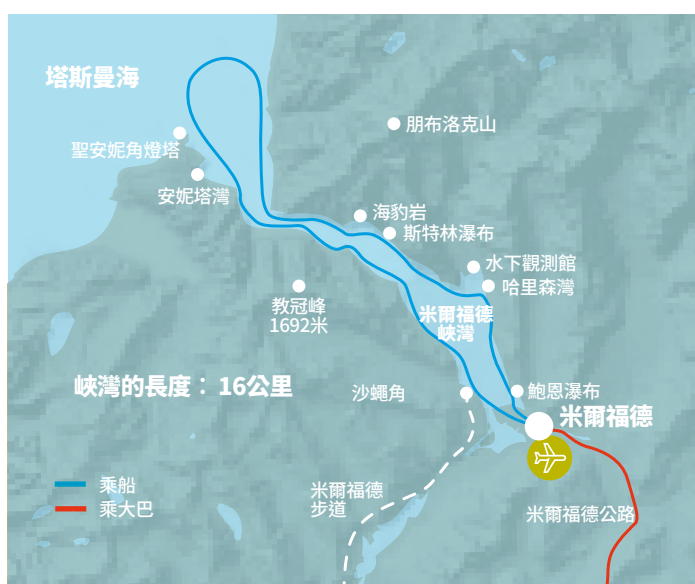 塔斯曼海
朋布洛克山
聖安妮角燈塔
安妮塔灣
海豹岩
斯特林瀑布
水下觀測館
哈里森灣
教冠峰
1692米
米爾福德
峽灣
峽灣的長度：16公里
沙蠅角
鮑恩瀑布
米爾福德
乘船
乘大巴
米爾福德
步道
米爾福德公路